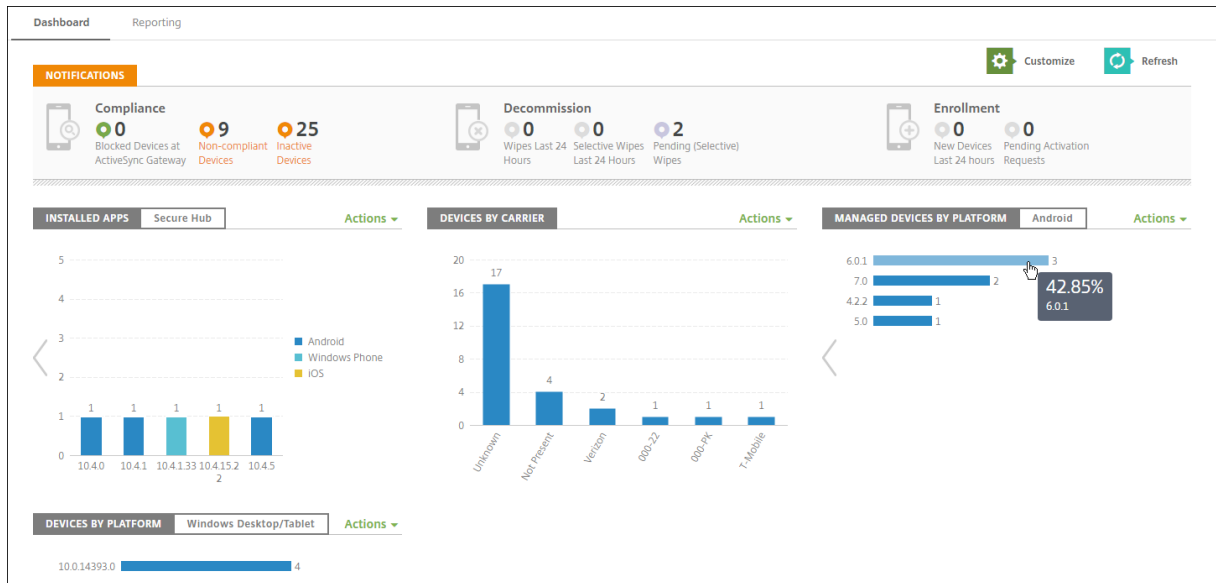 Dashboard Reporting
Customize Refresh
NOTIFICATIONS
Compliance
0 9 25
Blocked Devices at Non-compliant Inactive
ActiveSync Gateway Devices Devices
Decommission
0 0 2
Wipes Last 24 Selective Wipes Pending (Selective)
Hours Last 24 Hours Wipes
Enrollment
0 0
New Devices Pending Activation
Last 24 hours Requests
INSTALLED APPS Secure Hub Actions
5
4
3
2
1
0
1 1 1 1 1
10.4.0 10.4.1 10.4.1.33 10.4.15.2 10.4.5
2
Android
Windows Phone
iOS
DEVICES BY CARRIER Actions
20
16
12
8
4
0
17 4 2 1 1 1
Unknown Not Present Verizon 000-22 000-PK T-Mobile
MANAGED DEVICES BY PLATFORM Android Actions
6.0.1 3
7.0 2
4.2.2 1
5.0 1
42.85%
6.0.1
DEVICES BY PLATFORM Windows Desktop/Tablet Actions
10.0.14393.0 4